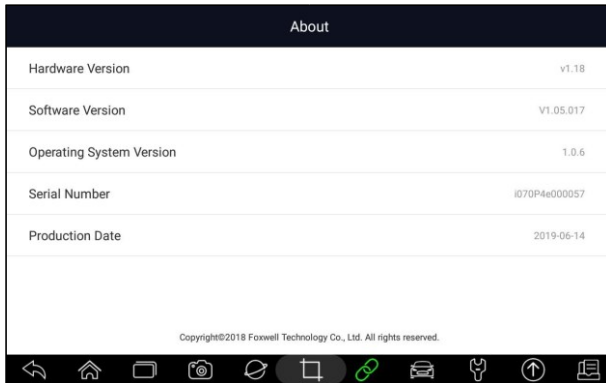 About
Hardware Version v1.18
Software Version V1.05.017
Operating System Version 1.0.6
Serial Number i070P4e000057
Production Date 2019-06-14
Copyright©2018 Foxwell Technology Co., Ltd. All rights reserved.